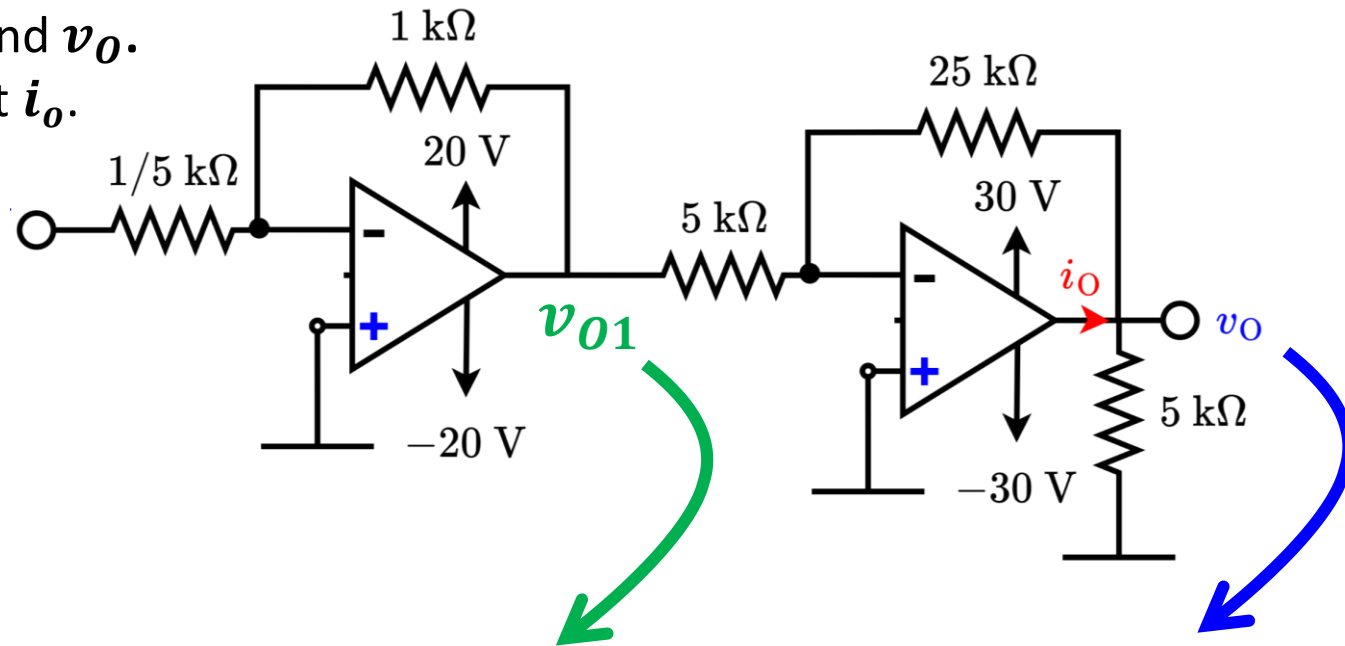 nd v_O.
t i_o.
1 kΩ
25 kΩ
1/5 kΩ
20 V
30 V
5 kΩ
-
-
i_O
v_O1
v_O
+
+
5 kΩ
−20 V
−30 V